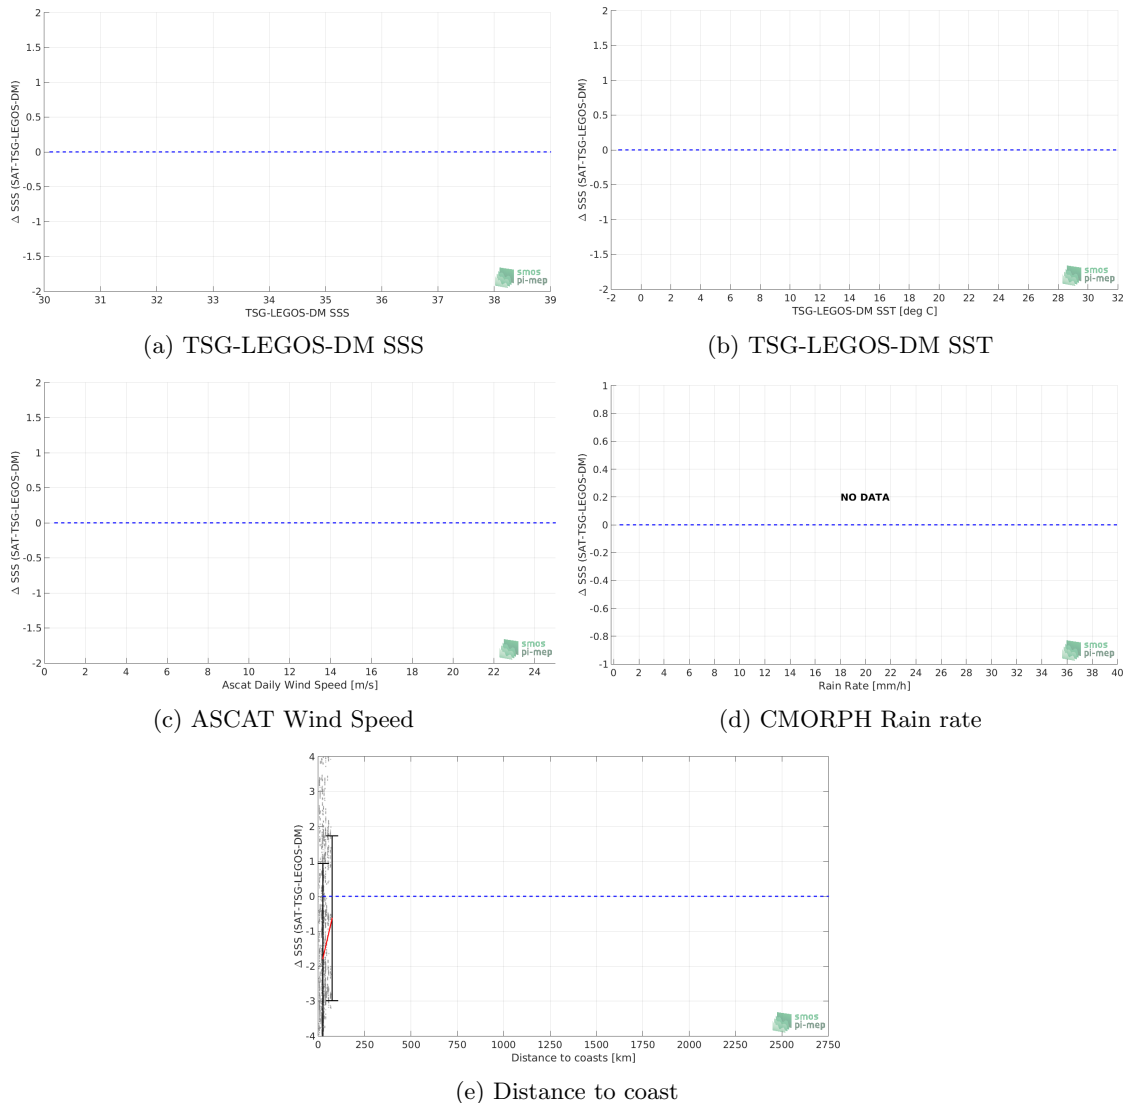 2
1.5
1
0.5
0
-0.5
-1
-1.5
-2
Δ SSS (SAT-TSG-LEGOS-DM)
30 31 32 33 34 35 36 37 38 39
TSG-LEGOS-DM SSS
smos
pi-mep
(a) TSG-LEGOS-DM SSS
2
1.5
1
0.5
0
-0.5
-1
-1.5
-2
Δ SSS (SAT-TSG-LEGOS-DM)
-2 0 2 4 6 8 10 12 14 16 18 20 22 24 26 28 30 32
TSG-LEGOS-DM SST [deg C]
smos
pi-mep
(b) TSG-LEGOS-DM SST
2
1.5
1
0.5
0
-0.5
-1
-1.5
-2
Δ SSS (SAT-TSG-LEGOS-DM)
0 2 4 6 8 10 12 14 16 18 20 22
Ascat Daily Wind Speed [m/s]
smos
pi-mep
(c) ASCAT Wind Speed
1
0.8
0.6
0.4
0.2
0
-0.2
-0.4
-0.6
-0.8
-1
Δ SSS (SAT-TSG-LEGOS-DM)
NO DATA
0 2 4 6 8 10 12 14 16 18 20 22 24 26 28 30 32 34 36 38 40
Rain Rate [mm/h]
smos
pi-mep
(d) CMORPH Rain rate
4
3
2
1
0
-1
-2
-3
-4
Δ SSS (SAT-TSG-LEGOS-DM)
0 250 500 750 1000 1250 1500 1750 2000 2250 2500 2750
Distance to coasts [km]
smos
pi-mep
(e) Distance to coast